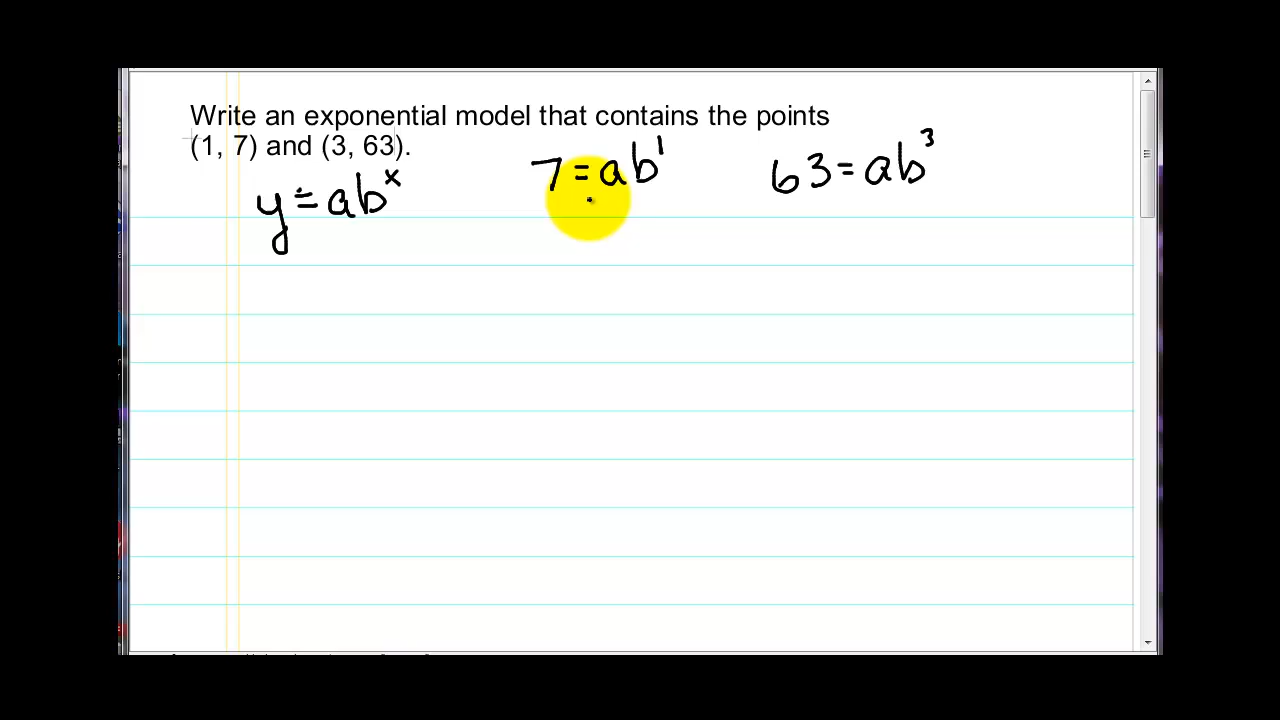 Write an exponential model that contains the points
(1, 7) and (3, 63).
y = ab^x
7 = ab^1
63 = ab^3